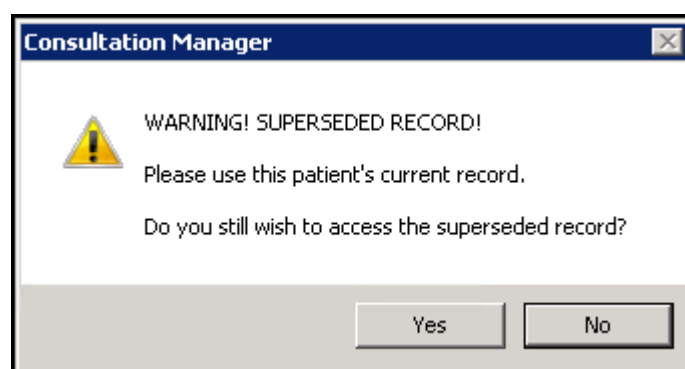 Consultation Manager
WARNING! SUPERSEDED RECORD!
Please use this patient's current record.
Do you still wish to access the superseded record?
Yes No